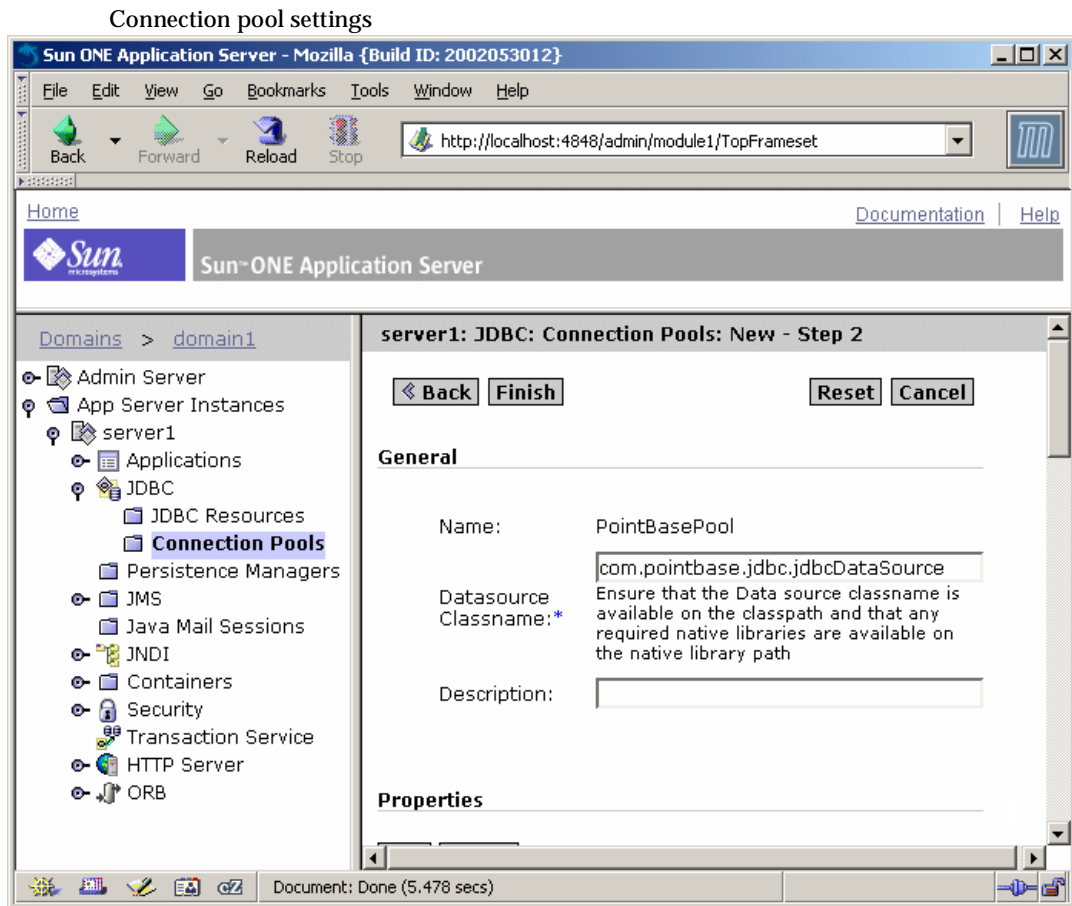 Connection pool settings
Sun ONE Application Server - Mozilla {Build ID: 2002053012}
File Edit View Go Bookmarks Tools Window Help
Back Forward Reload Stop
http://localhost:4848/admin/module1/TopFrameset
Home
Documentation | Help
Sun microsystems
Sun™ ONE Application Server
Domains > domain1
Admin Server
App Server Instances
server1
Applications
JDBC
JDBC Resources
Connection Pools
Persistence Managers
JMS
Java Mail Sessions
JNDI
Containers
Security
Transaction Service
HTTP Server
ORB
server1: JDBC: Connection Pools: New - Step 2
Back Finish Reset Cancel
General
Name: PointBasePool
Datasource Classname:*
com.pointbase.jdbc.jdbcDataSource
Ensure that the Data source classname is
available on the classpath and that any
required native libraries are available on
the native library path
Description:
Properties
Document: Done (5.478 secs)